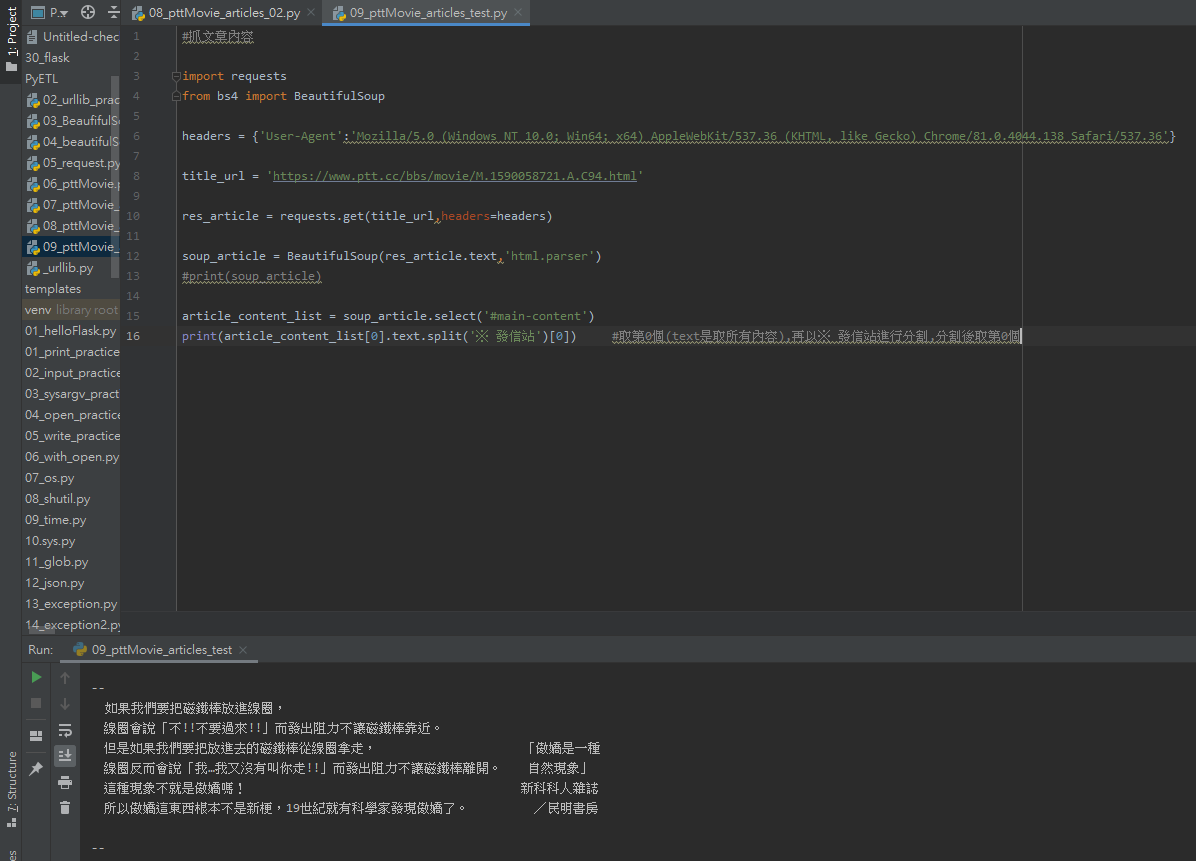 1: Project
P..
08_pttMovie_articles_02.py
09_pttMovie_articles_test.py
Untitled-chec
30_flask
PyETL
02_urllib_prac
03_BeaufifulSo
04_beautifulS
05_request.py
06_pttMovie.p
07_pttMovie_
08_pttMovie_
09_pttMovie_
_urllib.py
templates
venv library root
01_helloFlask.py
01_print_practice
02_input_practice
03_sysargv_pract
04_open_practice
05_write_practice
06_with_open.py
07_os.py
08_shutil.py
09_time.py
10.sys.py
11_glob.py
12_json.py
13_exception.py
14_exception2.py
1 #抓文章內容
2
3 import requests
4 from bs4 import BeautifulSoup
5
6 headers = {'User-Agent':'Mozilla/5.0 (Windows NT 10.0; Win64; x64) AppleWebKit/537.36 (KHTML, like Gecko) Chrome/81.0.4044.138 Safari/537.36'}
7
8 title_url = 'https://www.ptt.cc/bbs/movie/M.1590058721.A.C94.html'
9
10 res_article = requests.get(title_url,headers=headers)
11
12 soup_article = BeautifulSoup(res_article.text,'html.parser')
13 #print(soup_article)
14
15 article_content_list = soup_article.select('#main-content')
16 print(article_content_list[0].text.split('※ 發信站')[0]) #取第0個(text是取所有內容),再以※ 發信站進行分割,分割後取第0個
Run: 09_pttMovie_articles_test
--
如果我們要把磁鐵棒放進線圈，
線圈會說「不!!不要過來!!」而發出阻力不讓磁鐵棒靠近。
但是如果我們要把放進去的磁鐵棒從線圈拿走， 「傲嬌是一種
線圈反而會說「我…我又沒有叫你走!!」而發出阻力不讓磁鐵棒離開。 自然現象」
這種現象不就是傲嬌嗎！ 新科科人雜誌
所以傲嬌這東西根本不是新梗，19世紀就有科學家發現傲嬌了。 ／民明書房
--
7: Structure